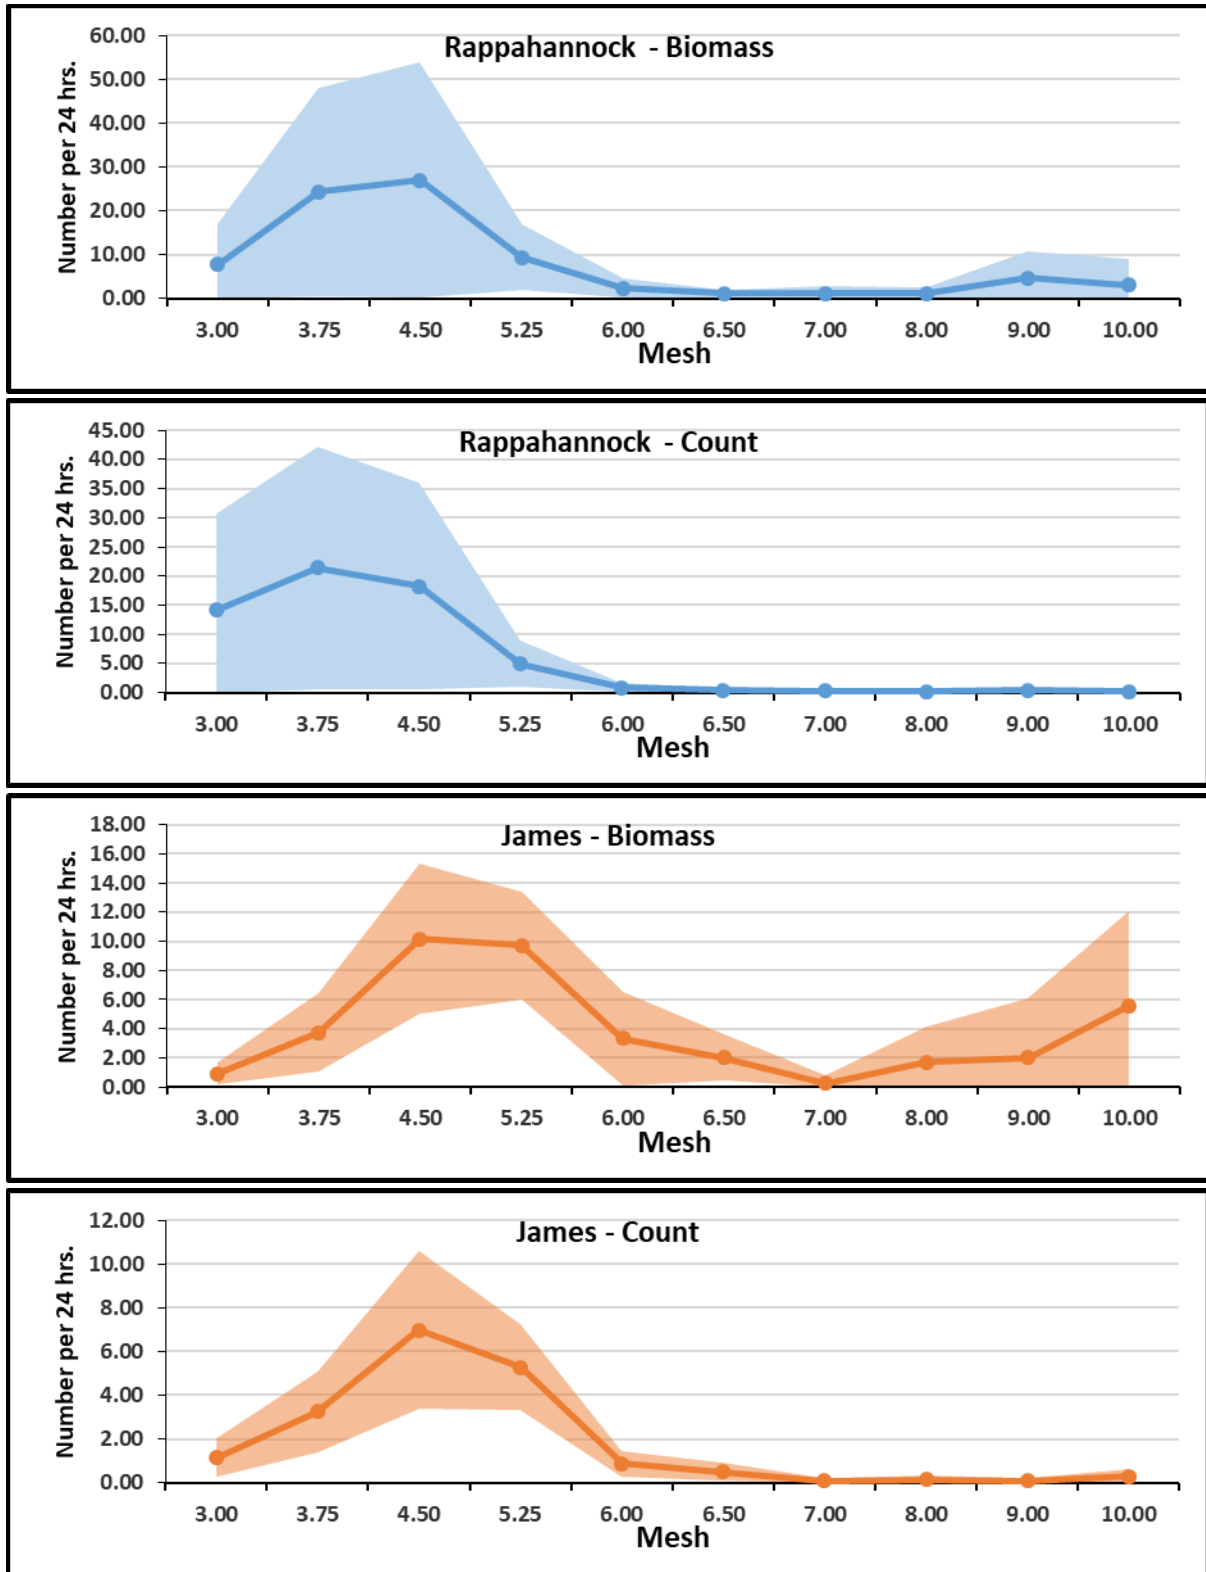 Rappahannock - Biomass
Number per 24 hrs.
60.00
50.00
40.00
30.00
20.00
10.00
0.00
3.00 3.75 4.50 5.25 6.00 6.50 7.00 8.00 9.00 10.00
Mesh
Rappahannock - Count
Number per 24 hrs.
45.00
40.00
35.00
30.00
25.00
20.00
15.00
10.00
5.00
0.00
3.00 3.75 4.50 5.25 6.00 6.50 7.00 8.00 9.00 10.00
Mesh
James - Biomass
Number per 24 hrs.
18.00
16.00
14.00
12.00
10.00
8.00
6.00
4.00
2.00
0.00
3.00 3.75 4.50 5.25 6.00 6.50 7.00 8.00 9.00 10.00
Mesh
James - Count
Number per 24 hrs.
12.00
10.00
8.00
6.00
4.00
2.00
0.00
3.00 3.75 4.50 5.25 6.00 6.50 7.00 8.00 9.00 10.00
Mesh